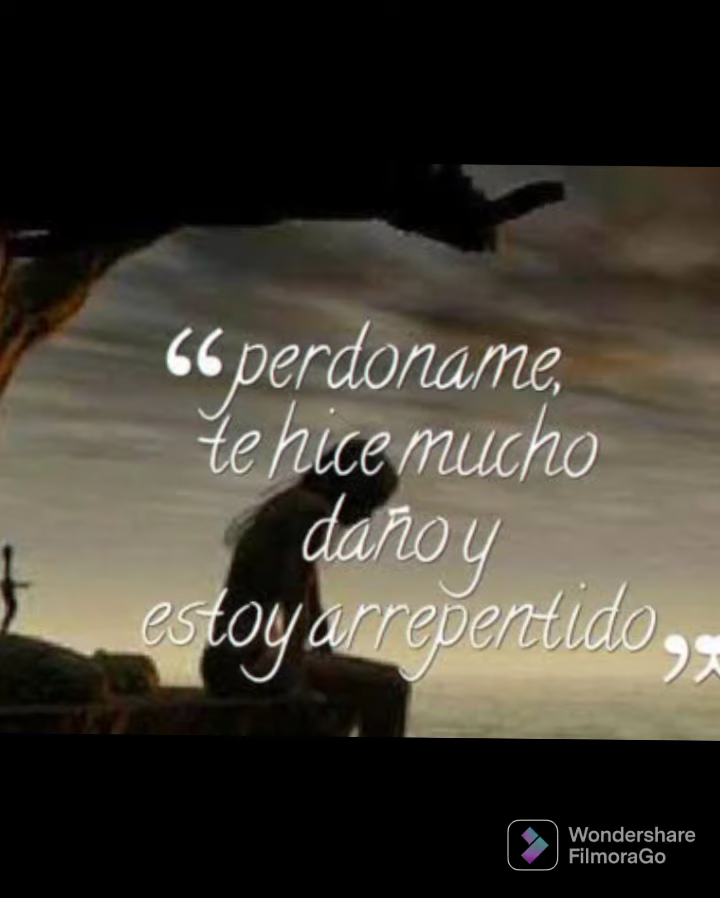 “perdoname,
te hice mucho
daño y
estoy arrepentido”
Wondershare
FilmoraGo